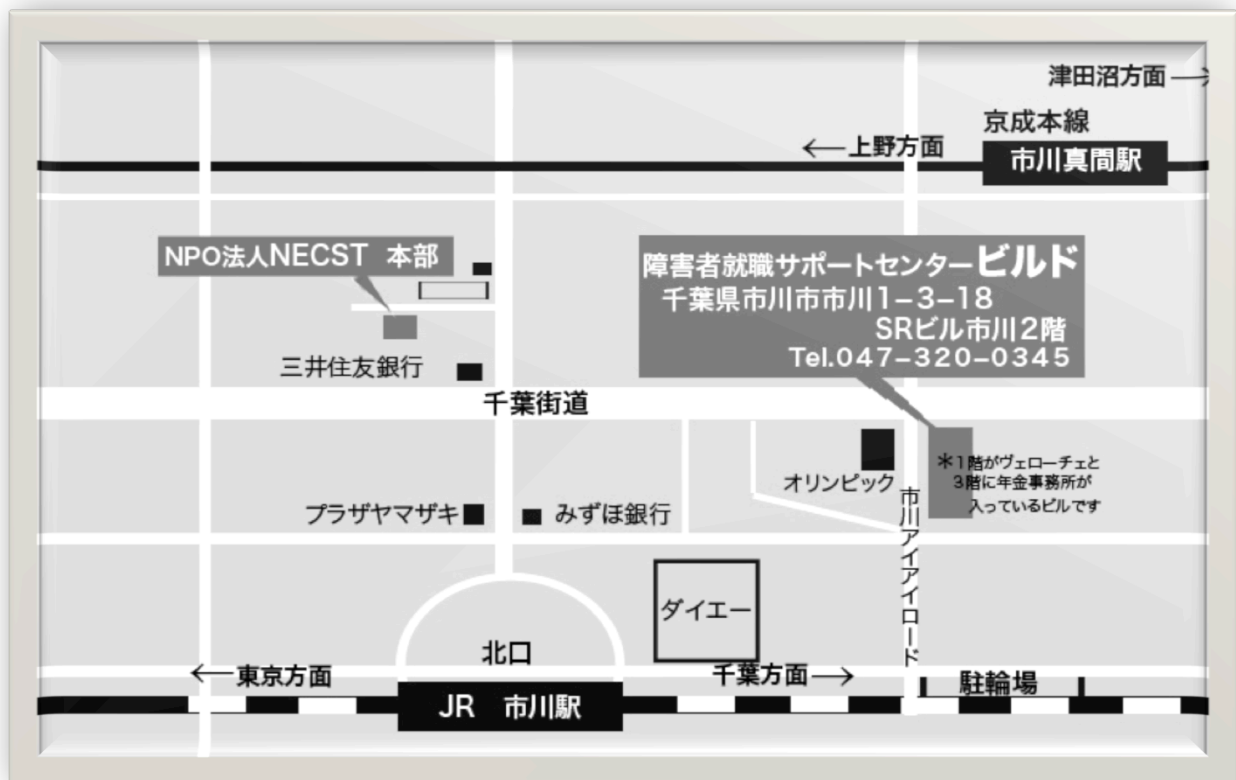 津田沼方面→
京成本線
←上野方面
市川真間駅
NPO法人NECST 本部
障害者就職サポートセンタービルド
千葉県市川市市川1-3-18
SRビル市川2階
Tel.047-320-0345
三井住友銀行
千葉街道
オリンピック
*1階がヴェローチェと
3階に年金事務所が
入っているビルです
プラザヤマザキ
みずほ銀行
市川アイアイロード
ダイエー
北口
←東京方面
千葉方面→
駐輪場
JR 市川駅